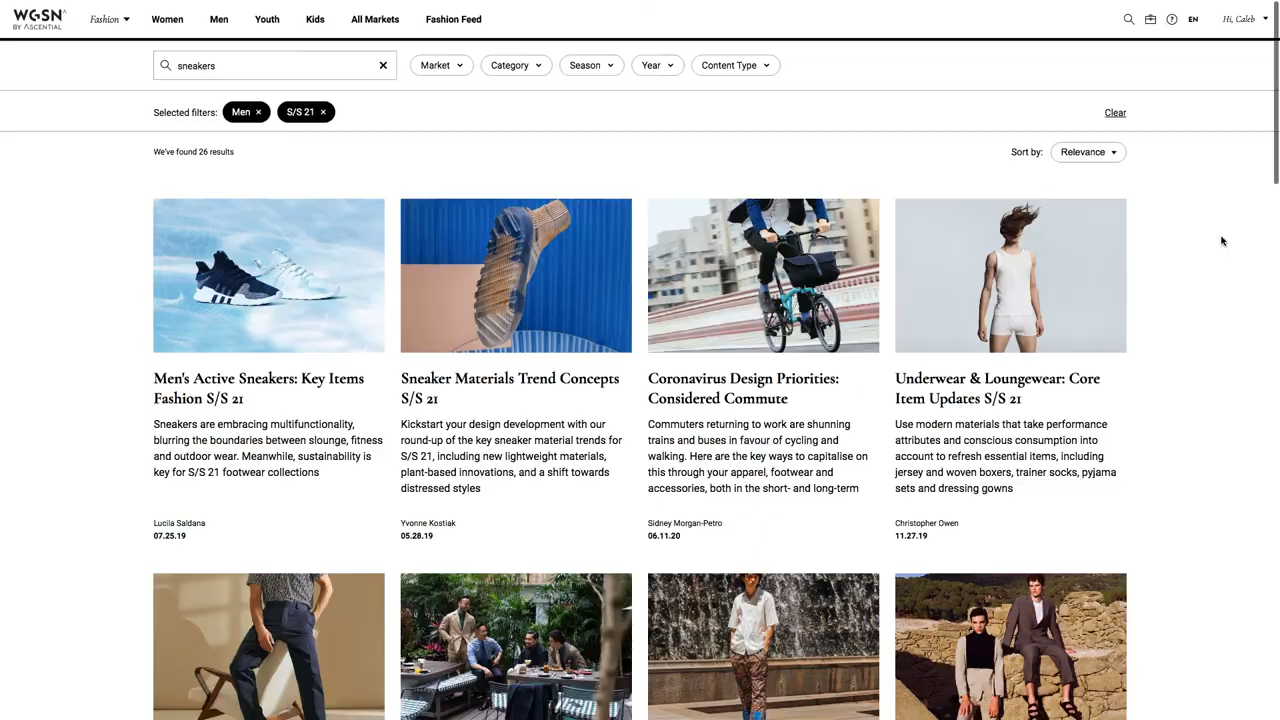 WGSN
BY ASCENTIAL
Fashion
Women
Men
Youth
Kids
All Markets
Fashion Feed
EN
Hi, Caleb
sneakers
Market
Category
Season
Year
Content Type
Selected filters:
Men
S/S 21
Clear
We've found 26 results
Sort by:
Relevance
Men's Active Sneakers: Key Items
Fashion S/S 21
Sneakers are embracing multifunctionality,
blurring the boundaries between slounge, fitness
and outdoor wear. Meanwhile, sustainability is
key for S/S 21 footwear collections
Lucila Saldana
07.25.19
Sneaker Materials Trend Concepts
S/S 21
Kickstart your design development with our
round-up of the key sneaker material trends for
S/S 21, including new lightweight materials,
plant-based innovations, and a shift towards
distressed styles
Yvonne Kostiak
05.28.19
Coronavirus Design Priorities:
Considered Commute
Commuters returning to work are shunning
trains and buses in favour of cycling and
walking. Here are the key ways to capitalise on
this through your apparel, footwear and
accessories, both in the short- and long-term
Sidney Morgan-Petro
06.11.20
Underwear & Loungewear: Core
Item Updates S/S 21
Use modern materials that take performance
attributes and conscious consumption into
account to refresh essential items, including
jersey and woven boxers, trainer socks, pyjama
sets and dressing gowns
Christopher Owen
11.27.19